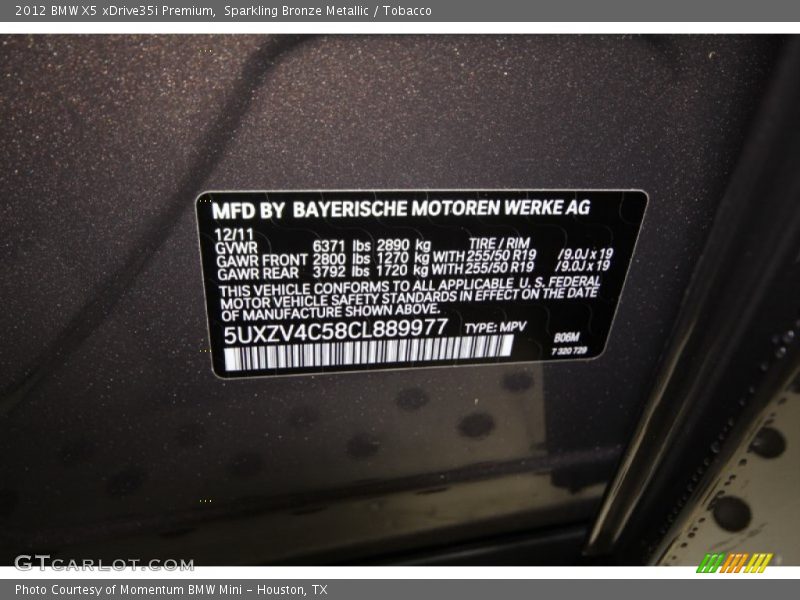 2012 BMW X5 xDrive35i Premium,  Sparkling Bronze Metallic / Tobacco
MFD BY BAYERISCHE MOTOREN WERKE AG
12/11
GVWR 6371 lbs 2890 kg TIRE / RIM
GAWR FRONT 2800 lbs 1270 kg WITH 255/50 R19 /9.0J x 19
GAWR REAR 3792 lbs 1720 kg WITH 255/50 R19 /9.0J x 19
THIS VEHICLE CONFORMS TO ALL APPLICABLE U. S. FEDERAL
MOTOR VEHICLE SAFETY STANDARDS IN EFFECT ON THE DATE
OF MANUFACTURE SHOWN ABOVE.
5UXZV4C58CL889977 TYPE: MPV
B06M
7 320 729
GTCARLOT.COM
Photo Courtesy of Momentum BMW Mini - Houston, TX